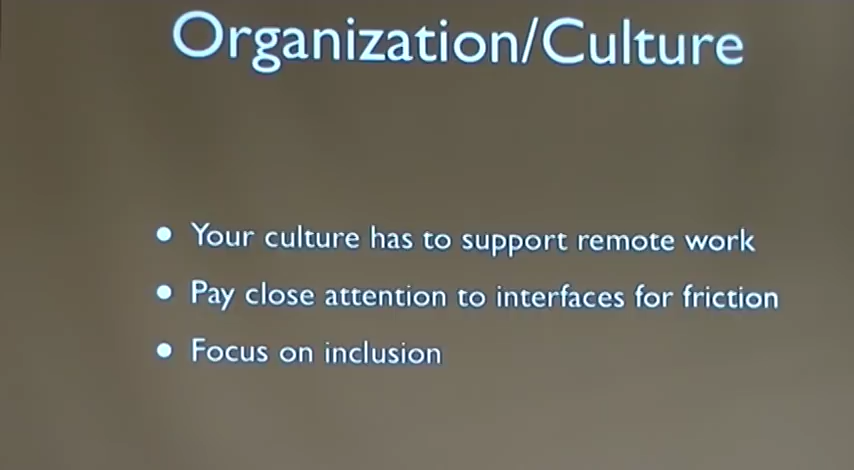 Organization/Culture
• Your culture has to support remote work
• Pay close attention to interfaces for friction
• Focus on inclusion